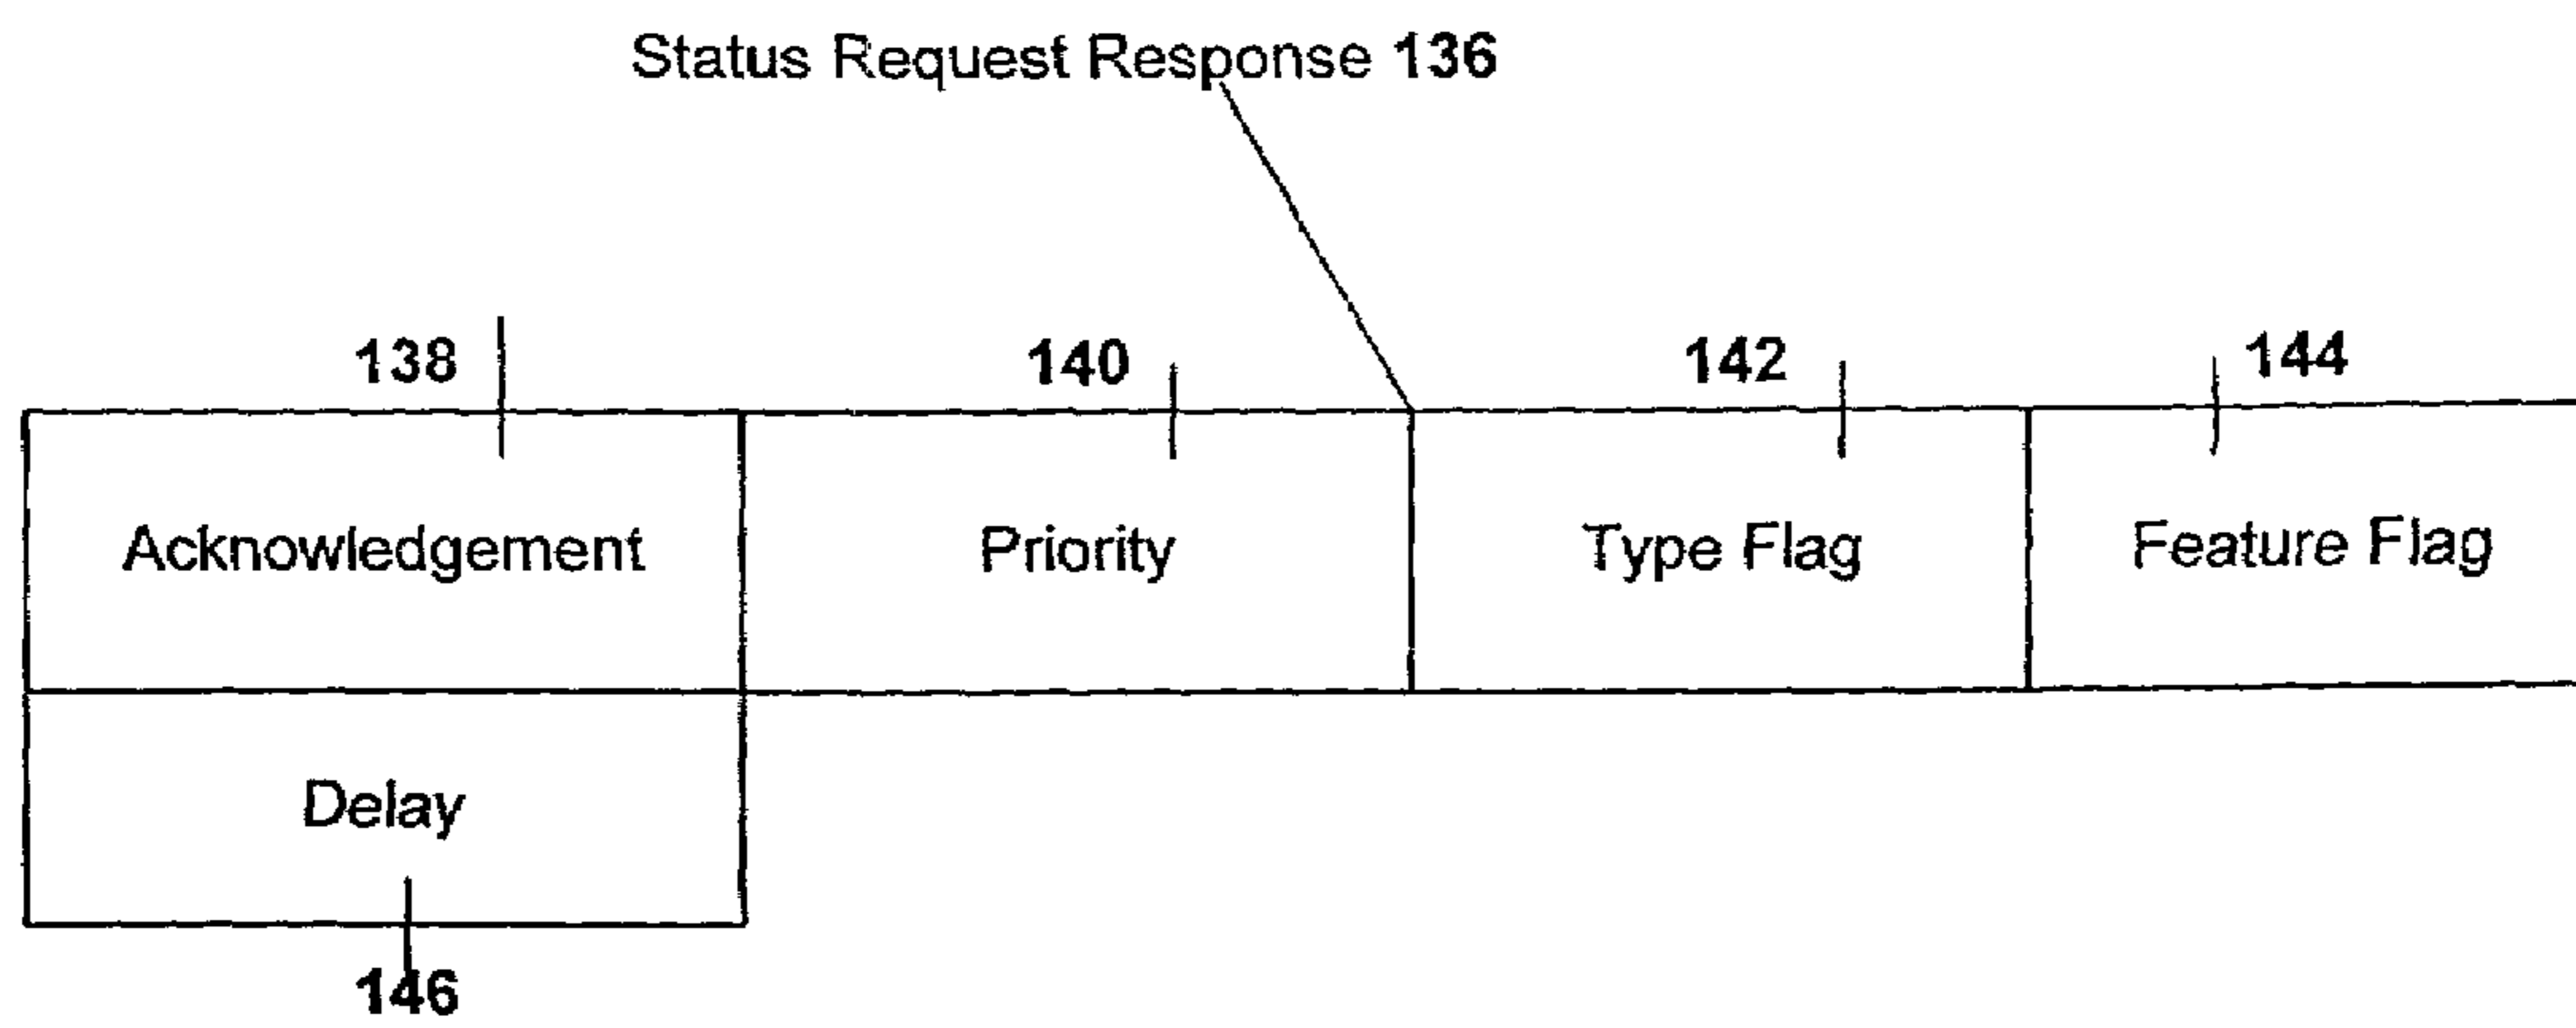 Status Request Response 136
138
140
142
144
Acknowledgement
Priority
Type Flag
Feature Flag
Delay
146